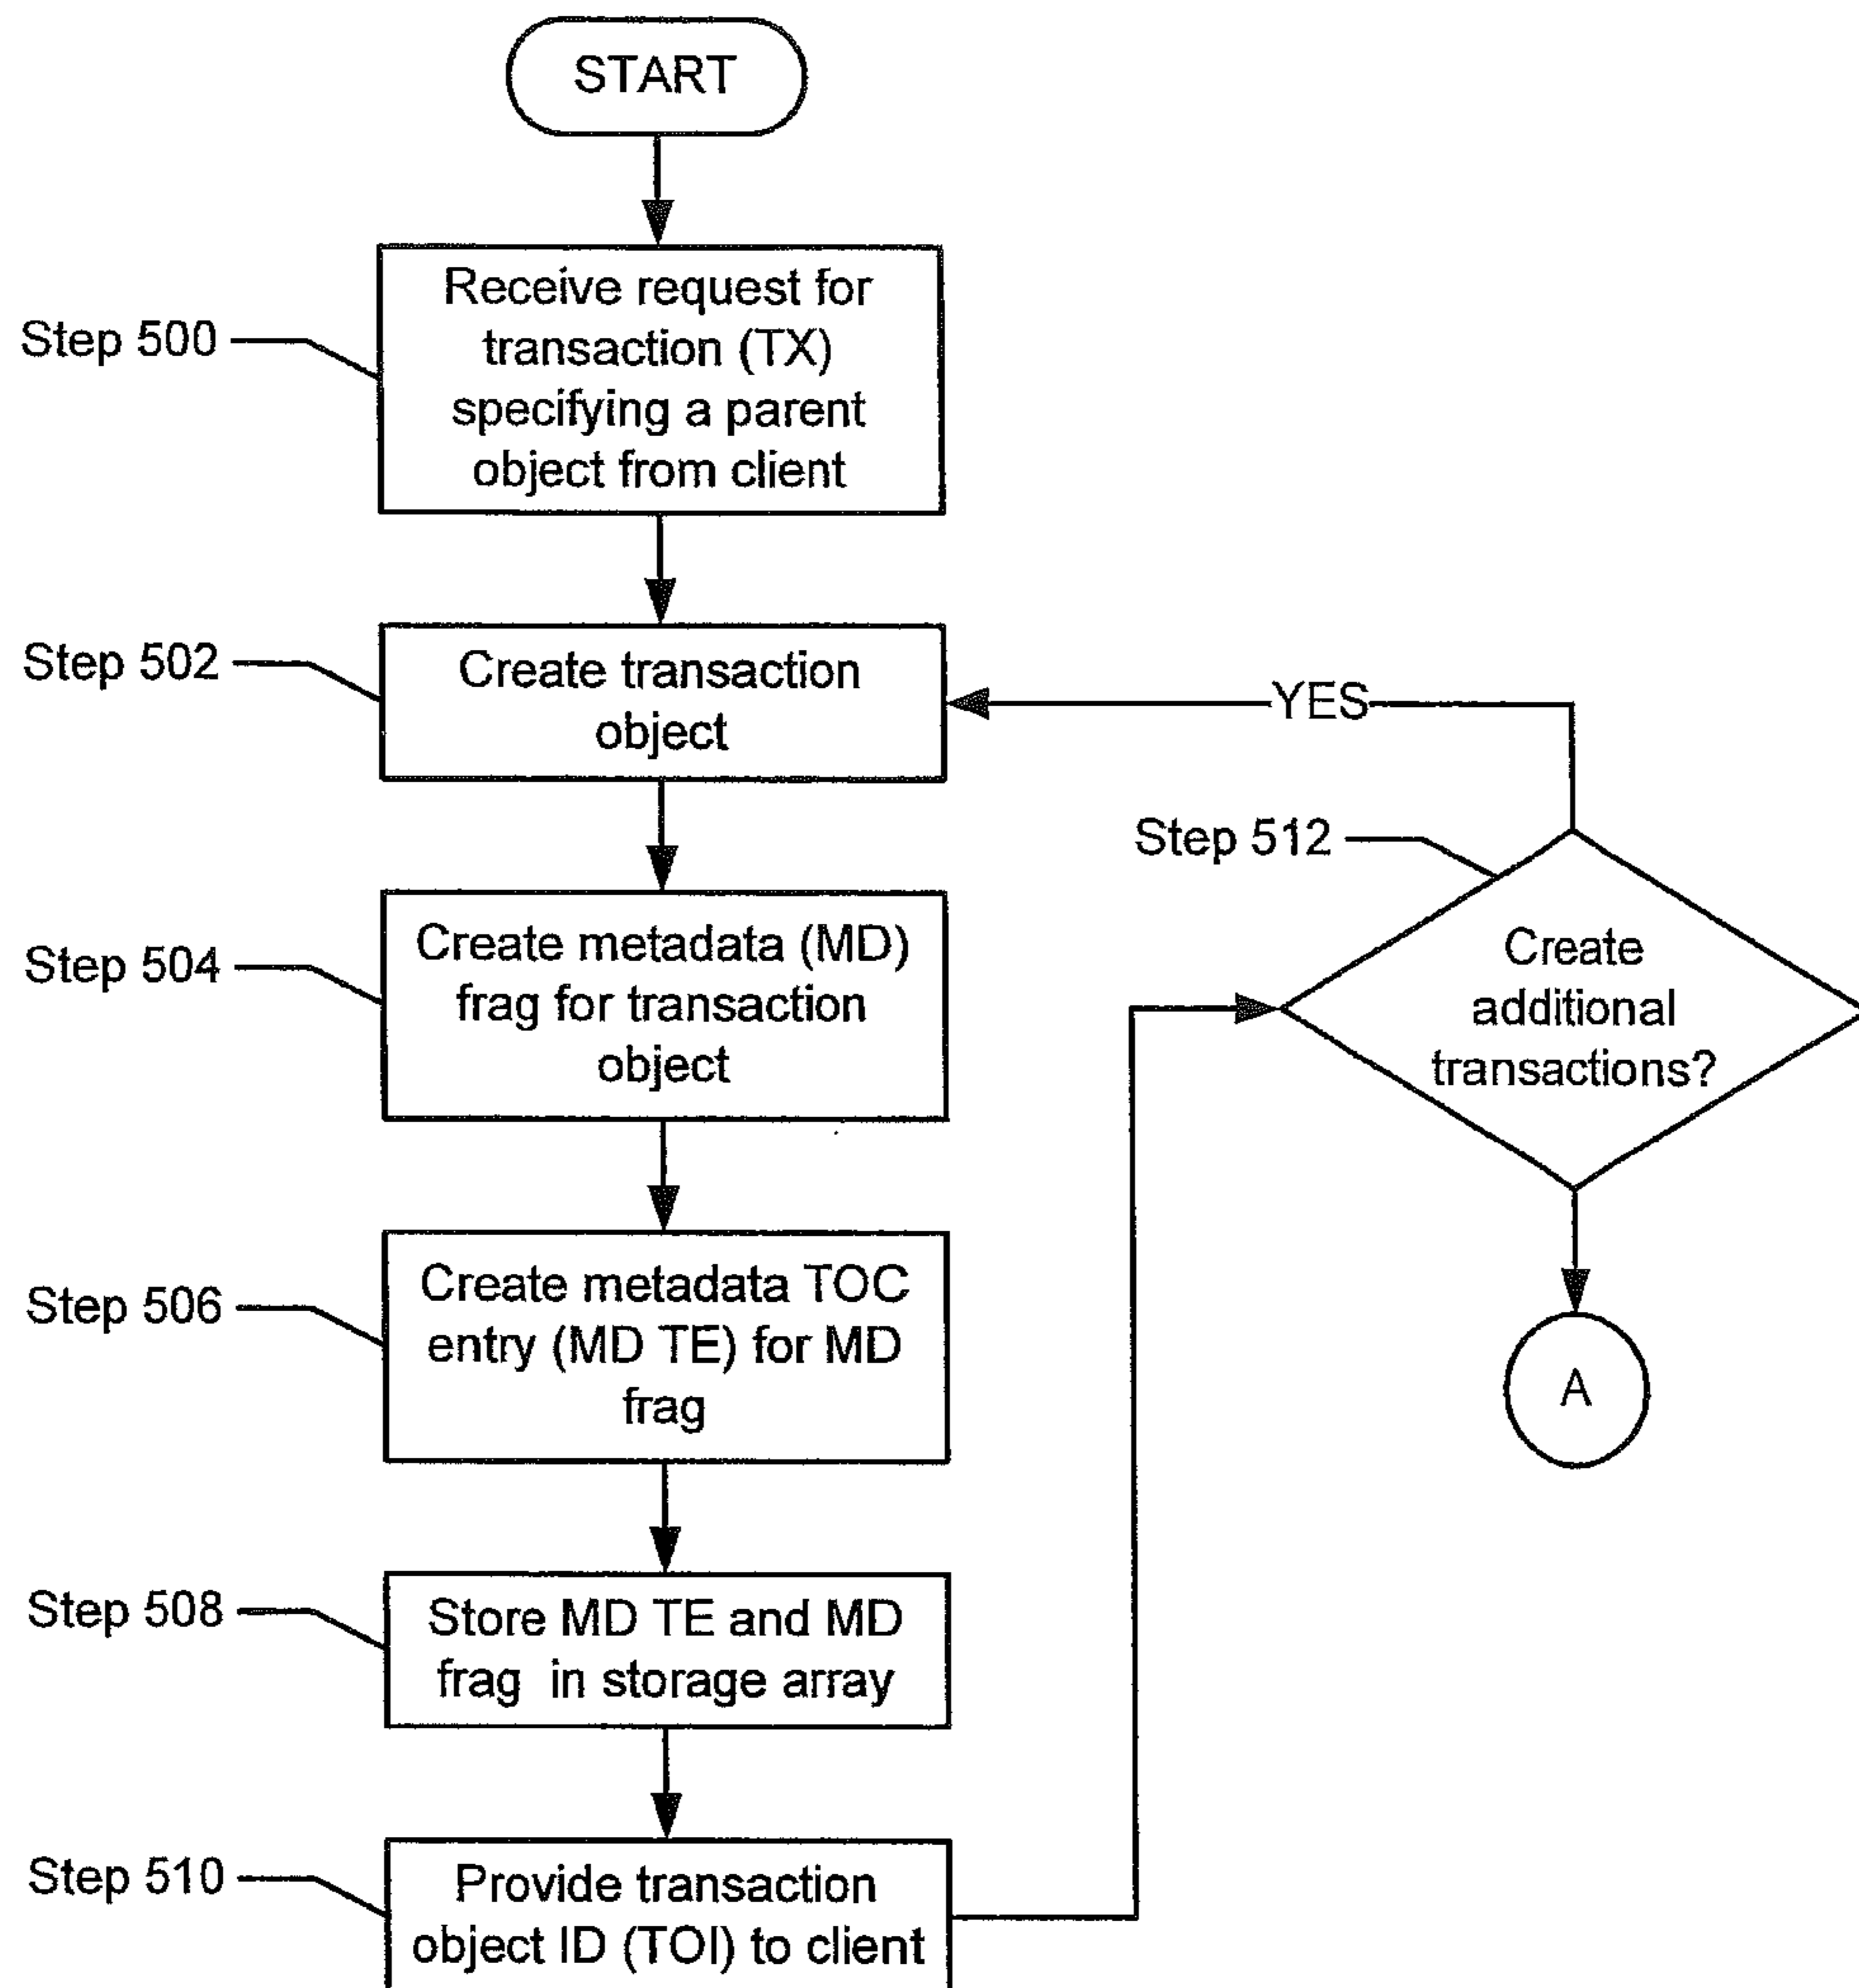 START
Step 500
Receive request for
transaction (TX)
specifying a parent
object from client
Step 502
Create transaction
object
YES
Step 504
Create metadata (MD)
frag for transaction
object
Step 506
Create metadata TOC
entry (MD TE) for MD
frag
Step 508
Store MD TE and MD
frag in storage array
Step 510
Provide transaction
object ID (TOI) to client
Step 512
Create
additional
transactions?
A